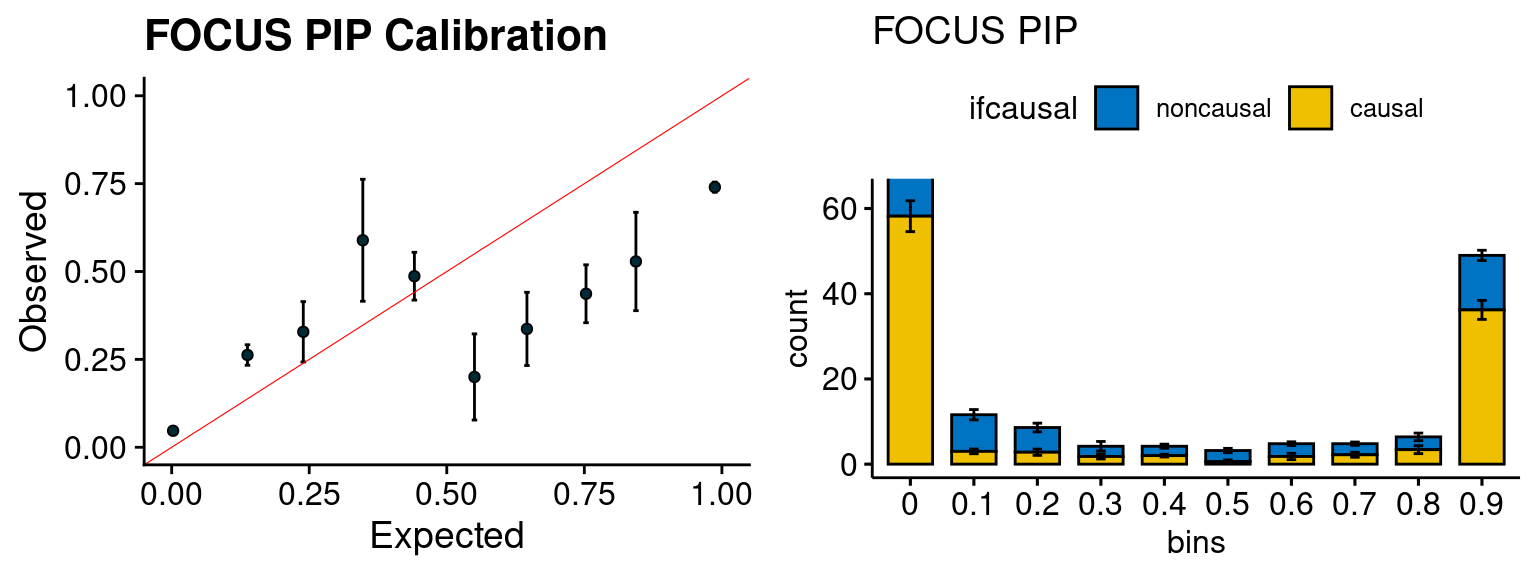 FOCUS PIP Calibration
1.00
0.75
0.50
0.25
0.00
Observed
0.00 0.25 0.50 0.75 1.00
Expected
FOCUS PIP
ifcausal noncausal causal
60
40
20
0
count
0 0.1 0.2 0.3 0.4 0.5 0.6 0.7 0.8 0.9
bins